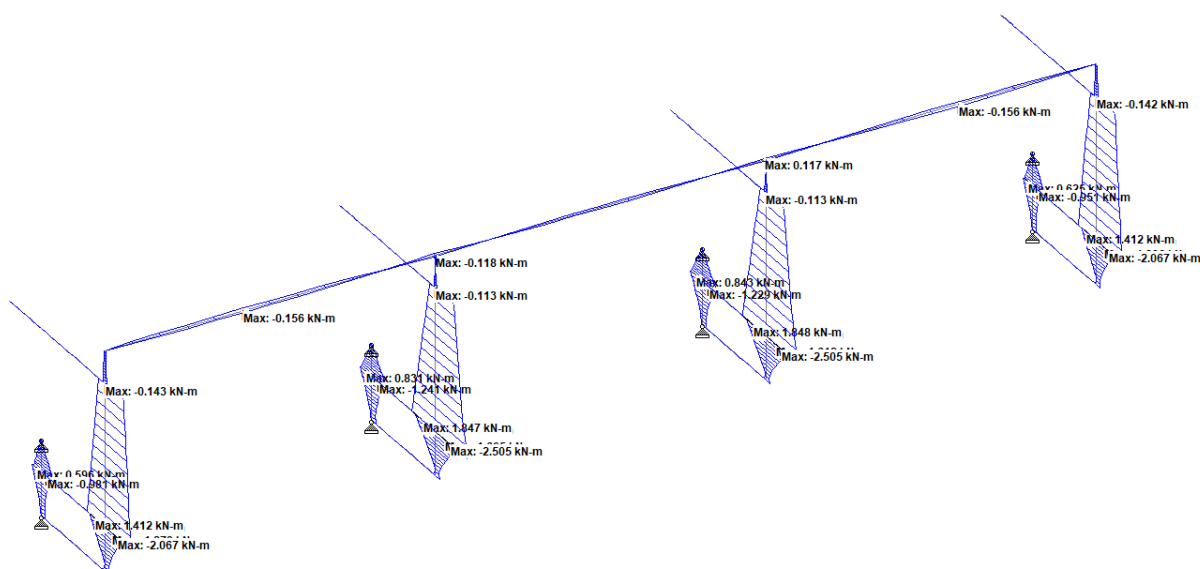 Max: -0.142 kN-m
Max: -0.156 kN-m
Max: 0.117 kN-m
Max: -0.113 kN-m
Max: 0.625 kN-m
Max: -0.951 kN-m
Max: 1.412 kN-m
Max: -2.067 kN-m
Max: -0.118 kN-m
Max: -0.113 kN-m
Max: 0.843 kN-m
Max: -1.229 kN-m
Max: 1.848 kN-m
Max: -2.505 kN-m
Max: -0.156 kN-m
Max: 0.831 kN-m
Max: -1.241 kN-m
Max: 1.847 kN-m
Max: -2.505 kN-m
Max: -0.143 kN-m
Max: 0.596 kN-m
Max: -0.981 kN-m
Max: 1.412 kN-m
Max: -2.067 kN-m